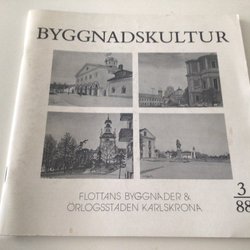 BYGGNADSKULTUR
FLOTTANS BYGGNADER &
ÖRLOGSSTADEN KARLSKRONA
3
88